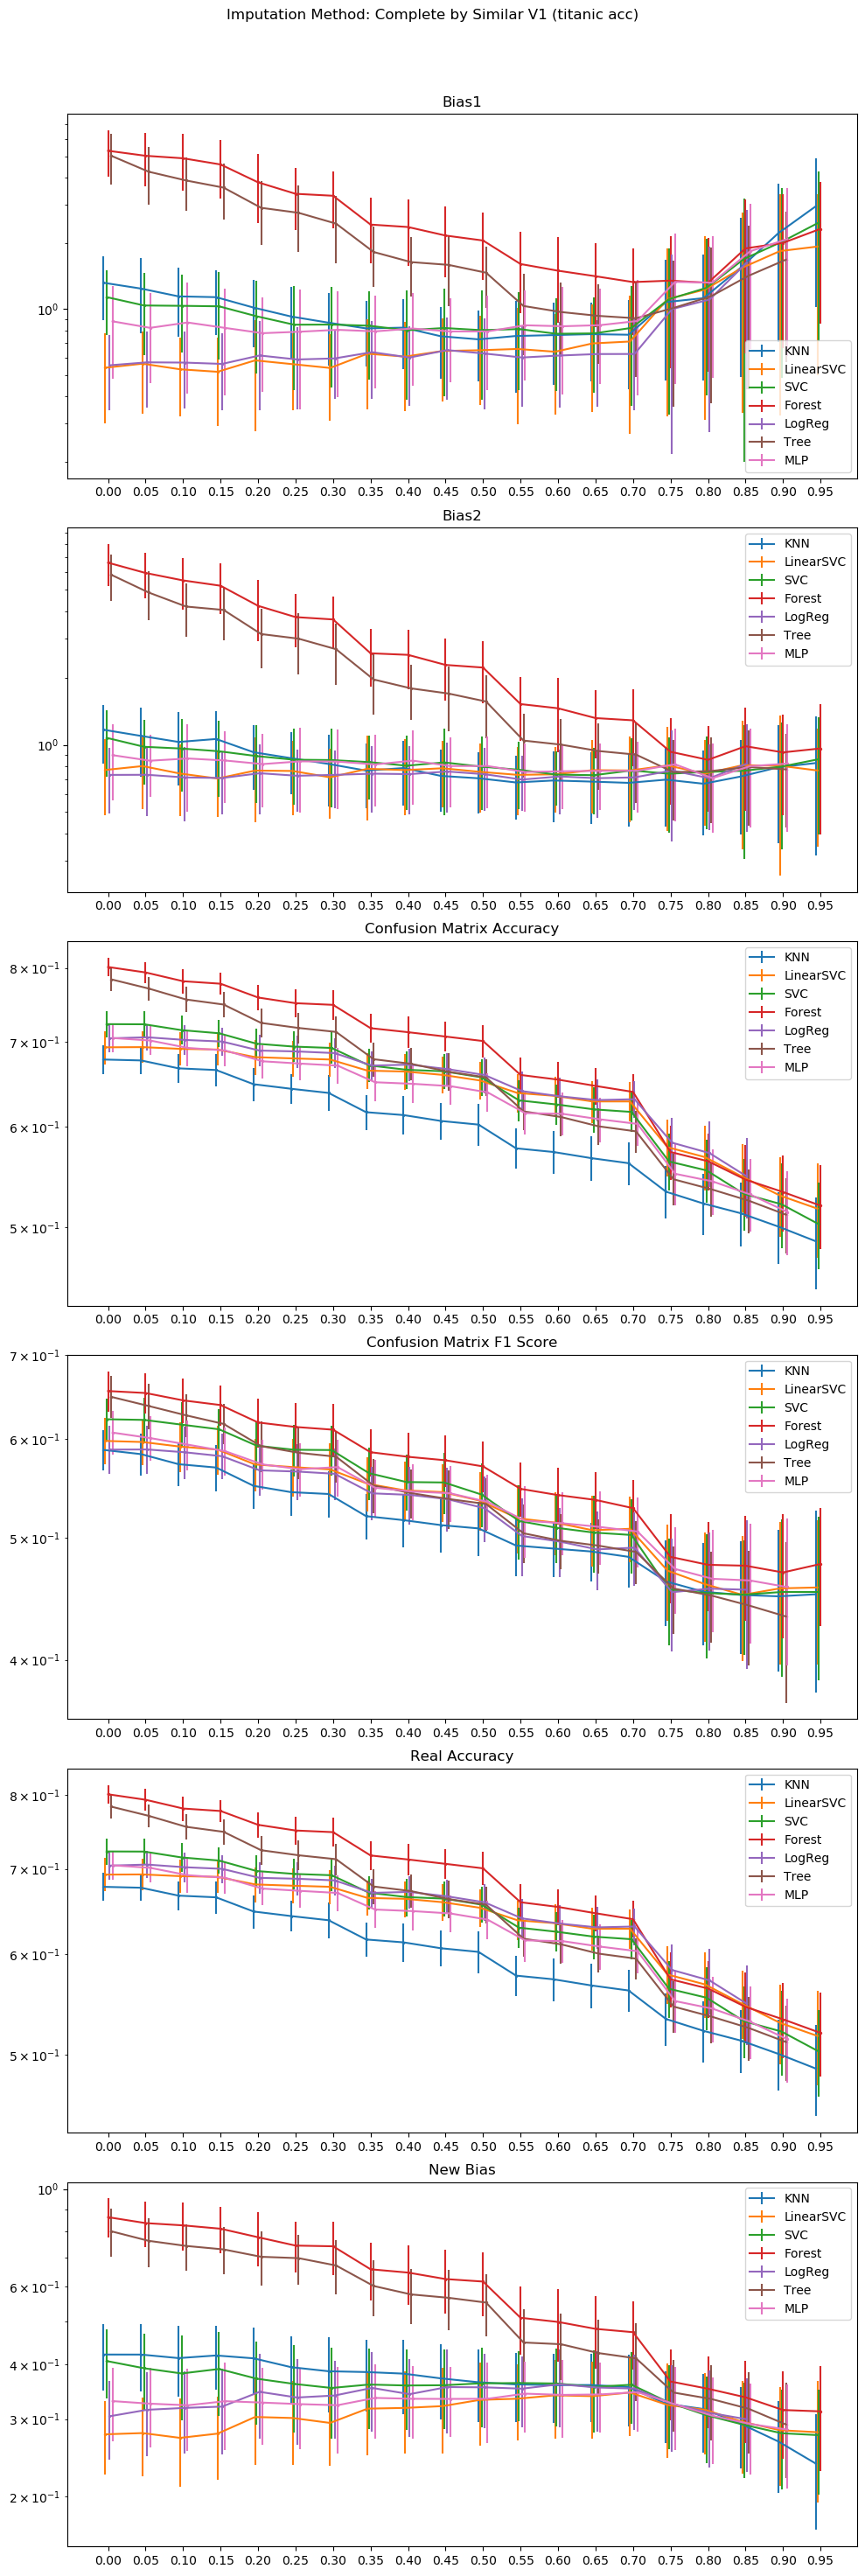 Imputation Method: Complete by Similar V1 (titanic acc)
Bias1
10⁰
KNN
LinearSVC
SVC
Forest
LogReg
Tree
MLP
0.00 0.05 0.10 0.15 0.20 0.25 0.30 0.35 0.40 0.45 0.50 0.55 0.60 0.65 0.70 0.75 0.80 0.85 0.90 0.95
Bias2
10⁰
KNN
LinearSVC
SVC
Forest
LogReg
Tree
MLP
0.00 0.05 0.10 0.15 0.20 0.25 0.30 0.35 0.40 0.45 0.50 0.55 0.60 0.65 0.70 0.75 0.80 0.85 0.90 0.95
Confusion Matrix Accuracy
8 × 10⁻¹
7 × 10⁻¹
6 × 10⁻¹
5 × 10⁻¹
KNN
LinearSVC
SVC
Forest
LogReg
Tree
MLP
0.00 0.05 0.10 0.15 0.20 0.25 0.30 0.35 0.40 0.45 0.50 0.55 0.60 0.65 0.70 0.75 0.80 0.85 0.90 0.95
Confusion Matrix F1 Score
7 × 10⁻¹
6 × 10⁻¹
5 × 10⁻¹
4 × 10⁻¹
KNN
LinearSVC
SVC
Forest
LogReg
Tree
MLP
0.00 0.05 0.10 0.15 0.20 0.25 0.30 0.35 0.40 0.45 0.50 0.55 0.60 0.65 0.70 0.75 0.80 0.85 0.90 0.95
Real Accuracy
8 × 10⁻¹
7 × 10⁻¹
6 × 10⁻¹
5 × 10⁻¹
KNN
LinearSVC
SVC
Forest
LogReg
Tree
MLP
0.00 0.05 0.10 0.15 0.20 0.25 0.30 0.35 0.40 0.45 0.50 0.55 0.60 0.65 0.70 0.75 0.80 0.85 0.90 0.95
New Bias
10⁰
6 × 10⁻¹
4 × 10⁻¹
3 × 10⁻¹
2 × 10⁻¹
KNN
LinearSVC
SVC
Forest
LogReg
Tree
MLP
0.00 0.05 0.10 0.15 0.20 0.25 0.30 0.35 0.40 0.45 0.50 0.55 0.60 0.65 0.70 0.75 0.80 0.85 0.90 0.95